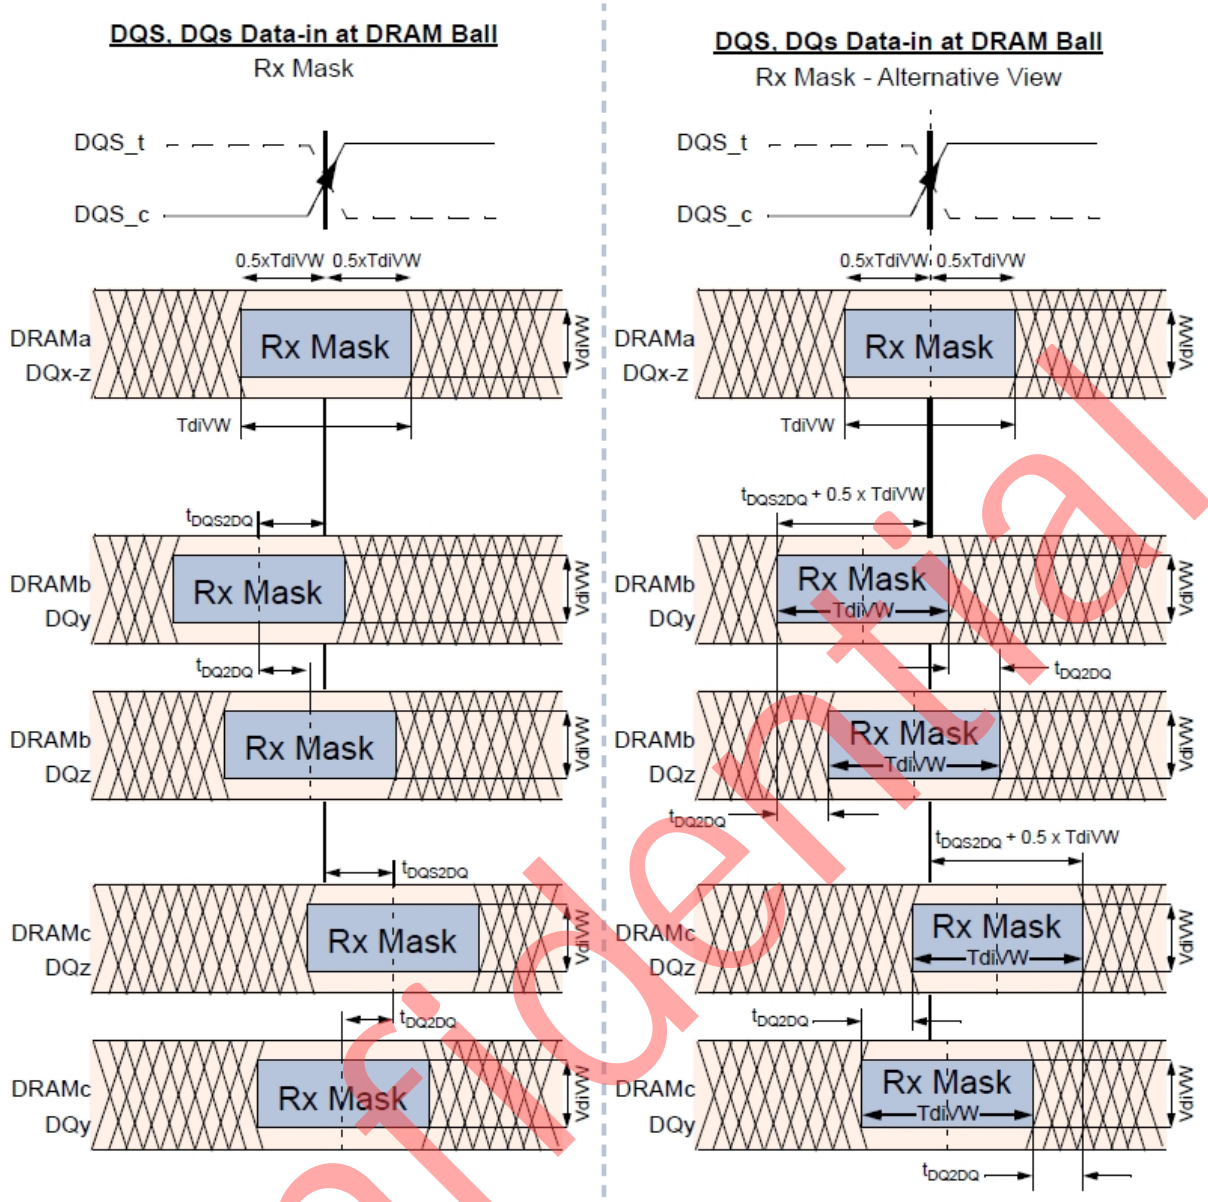 DQS, DQs Data-in at DRAM Ball
Rx Mask
DQS_t
DQS_c
0.5xTdiVW 0.5xTdiVW
DRAMa
DQx-z
Rx Mask
VdiVW
TdiVW
tDQS2DQ
DRAMb
DQy
Rx Mask
VdiVW
tDQ2DQ
DRAMb
DQz
Rx Mask
VdiVW
tDQS2DQ
DRAMc
DQz
Rx Mask
VdiVW
tDQ2DQ
DRAMc
DQy
Rx Mask
VdiVW
DQS, DQs Data-in at DRAM Ball
Rx Mask - Alternative View
DQS_t
DQS_c
0.5xTdiVW 0.5xTdiVW
DRAMa
DQx-z
Rx Mask
VdiVW
TdiVW
tDQS2DQ + 0.5 x TdiVW
DRAMb
DQy
Rx Mask
TdiVW
VdiVW
tDQ2DQ
DRAMb
DQz
Rx Mask
TdiVW
VdiVW
tDQ2DQ
tDQS2DQ + 0.5 x TdiVW
DRAMc
DQz
Rx Mask
TdiVW
VdiVW
tDQ2DQ
DRAMc
DQy
Rx Mask
TdiVW
VdiVW
tDQ2DQ
fidential